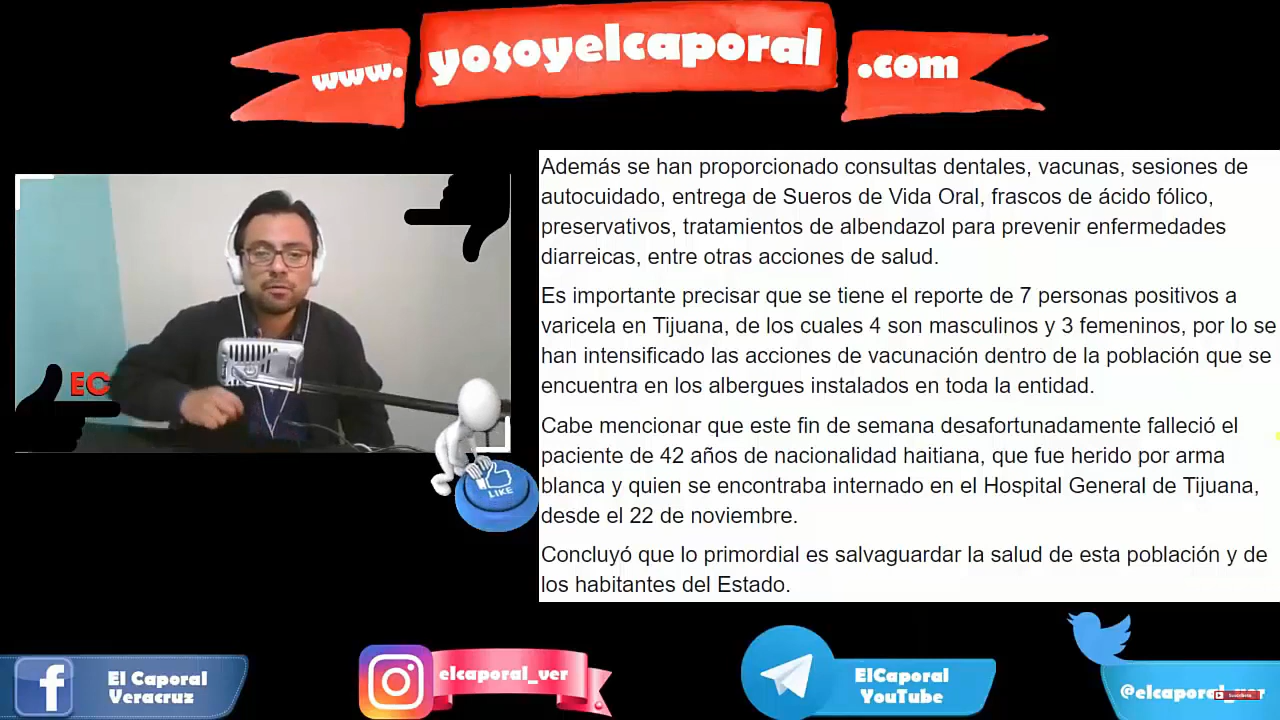 www. yosoyelcaporal .com
Además se han proporcionado consultas dentales, vacunas, sesiones de
autocuidado, entrega de Sueros de Vida Oral, frascos de ácido fólico,
preservativos, tratamientos de albendazol para prevenir enfermedades
diarreicas, entre otras acciones de salud.
Es importante precisar que se tiene el reporte de 7 personas positivos a
varicela en Tijuana, de los cuales 4 son masculinos y 3 femeninos, por lo se
han intensificado las acciones de vacunación dentro de la población que se
encuentra en los albergues instalados en toda la entidad.
Cabe mencionar que este fin de semana desafortunadamente falleció el
paciente de 42 años de nacionalidad haitiana, que fue herido por arma
blanca y quien se encontraba internado en el Hospital General de Tijuana,
desde el 22 de noviembre.
Concluyó que lo primordial es salvaguardar la salud de esta población y de
los habitantes del Estado.
EC
LIKE
El Caporal
Veracruz
elcaporal_ver
ElCaporal
YouTube
@elcaporal_ver